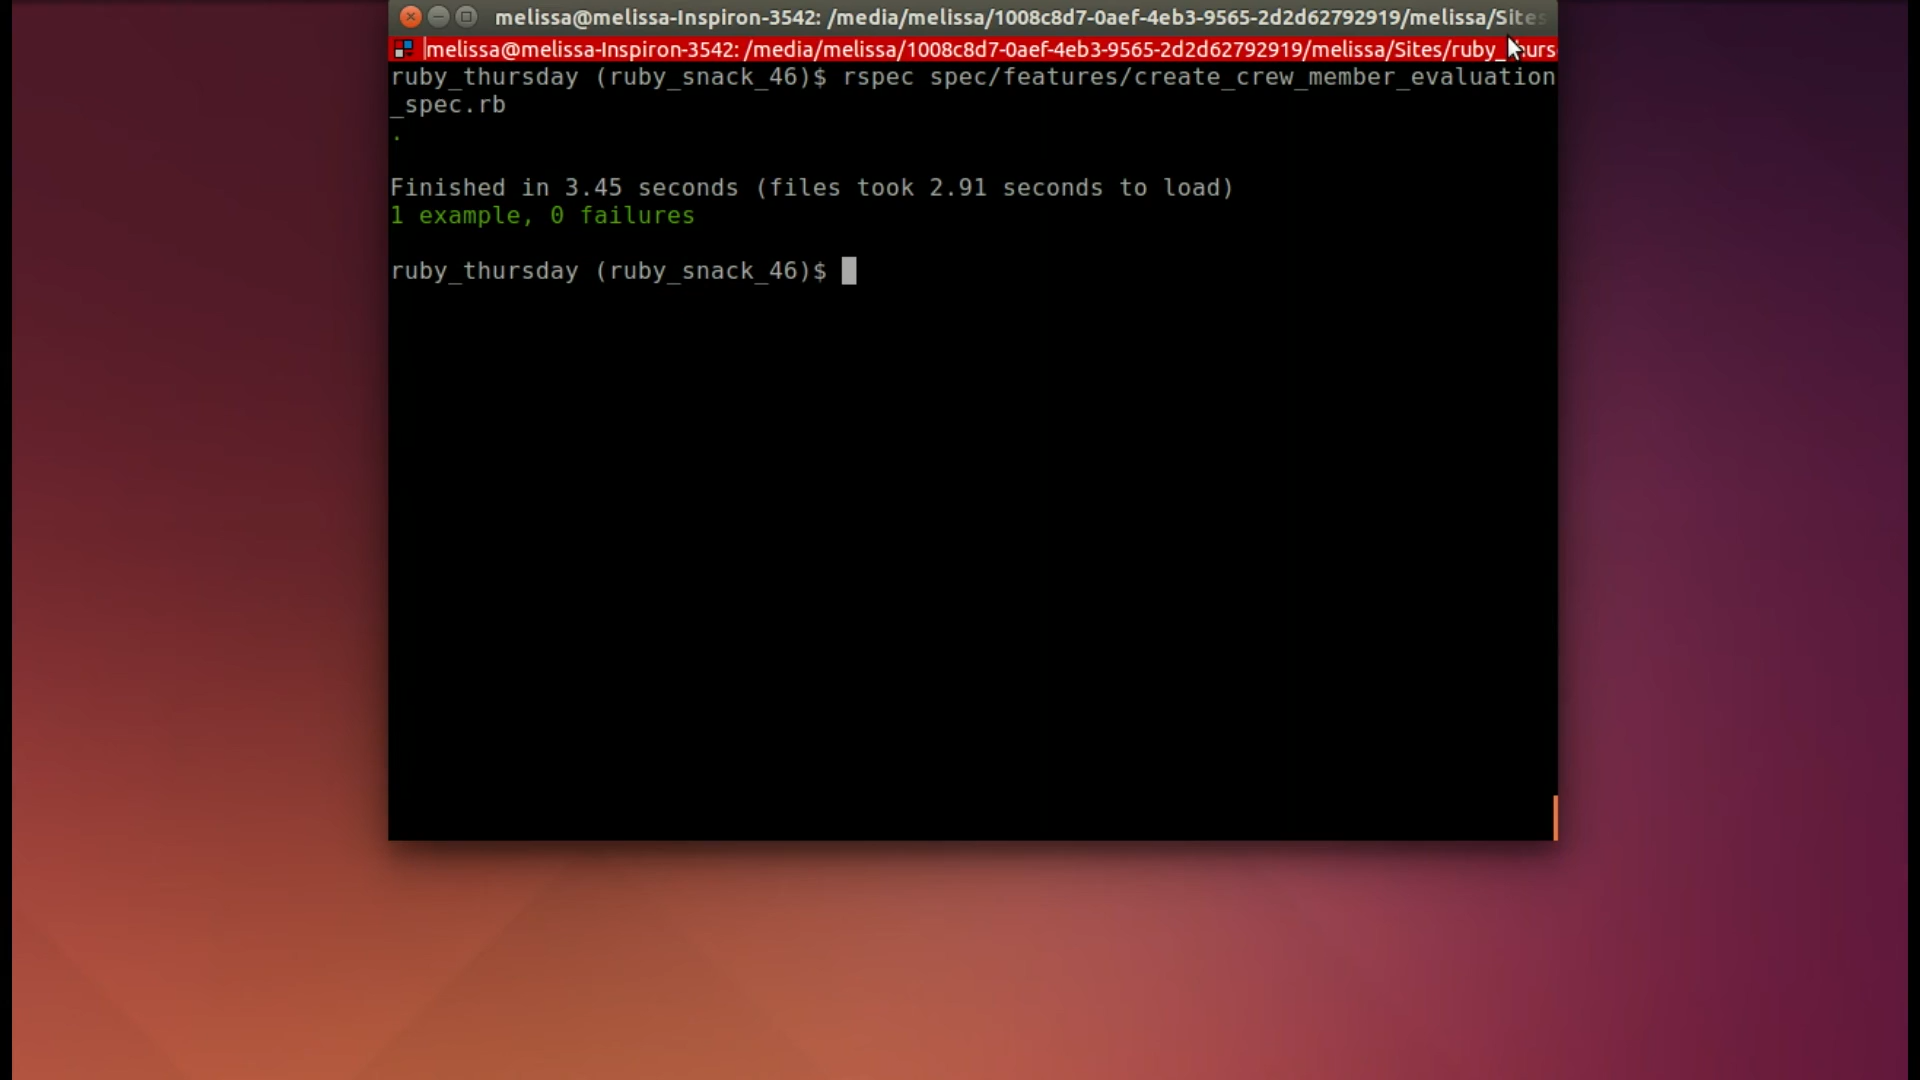 melissa@melissa-Inspiron-3542: /media/melissa/1008c8d7-0aef-4eb3-9565-2d2d62792919/melissa/Sites
melissa@melissa-Inspiron-3542: /media/melissa/1008c8d7-0aef-4eb3-9565-2d2d62792919/melissa/Sites/ruby_thurs
ruby_thursday (ruby_snack_46)$ rspec spec/features/create_crew_member_evaluation
_spec.rb
.
Finished in 3.45 seconds (files took 2.91 seconds to load)
1 example, 0 failures
ruby_thursday (ruby_snack_46)$